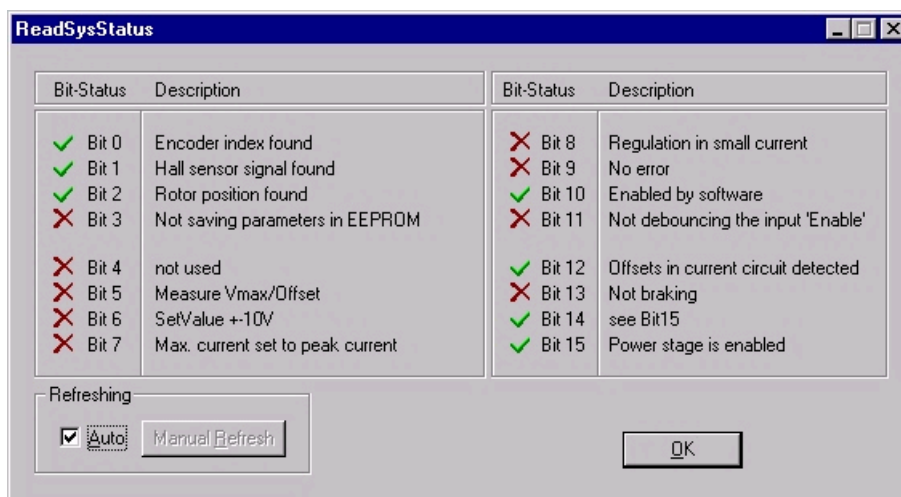 ReadSysStatus
Bit-Status Description
Bit 0 Encoder index found
Bit 1 Hall sensor signal found
Bit 2 Rotor position found
Bit 3 Not saving parameters in EEPROM
Bit 4 not used
Bit 5 Measure Vmax/Offset
Bit 6 SetValue +-10V
Bit 7 Max. current set to peak current
Bit-Status Description
Bit 8 Regulation in small current
Bit 9 No error
Bit 10 Enabled by software
Bit 11 Not debouncing the input 'Enable'
Bit 12 Offsets in current circuit detected
Bit 13 Not braking
Bit 14 see Bit15
Bit 15 Power stage is enabled
Refreshing
Auto Manual Refresh
OK